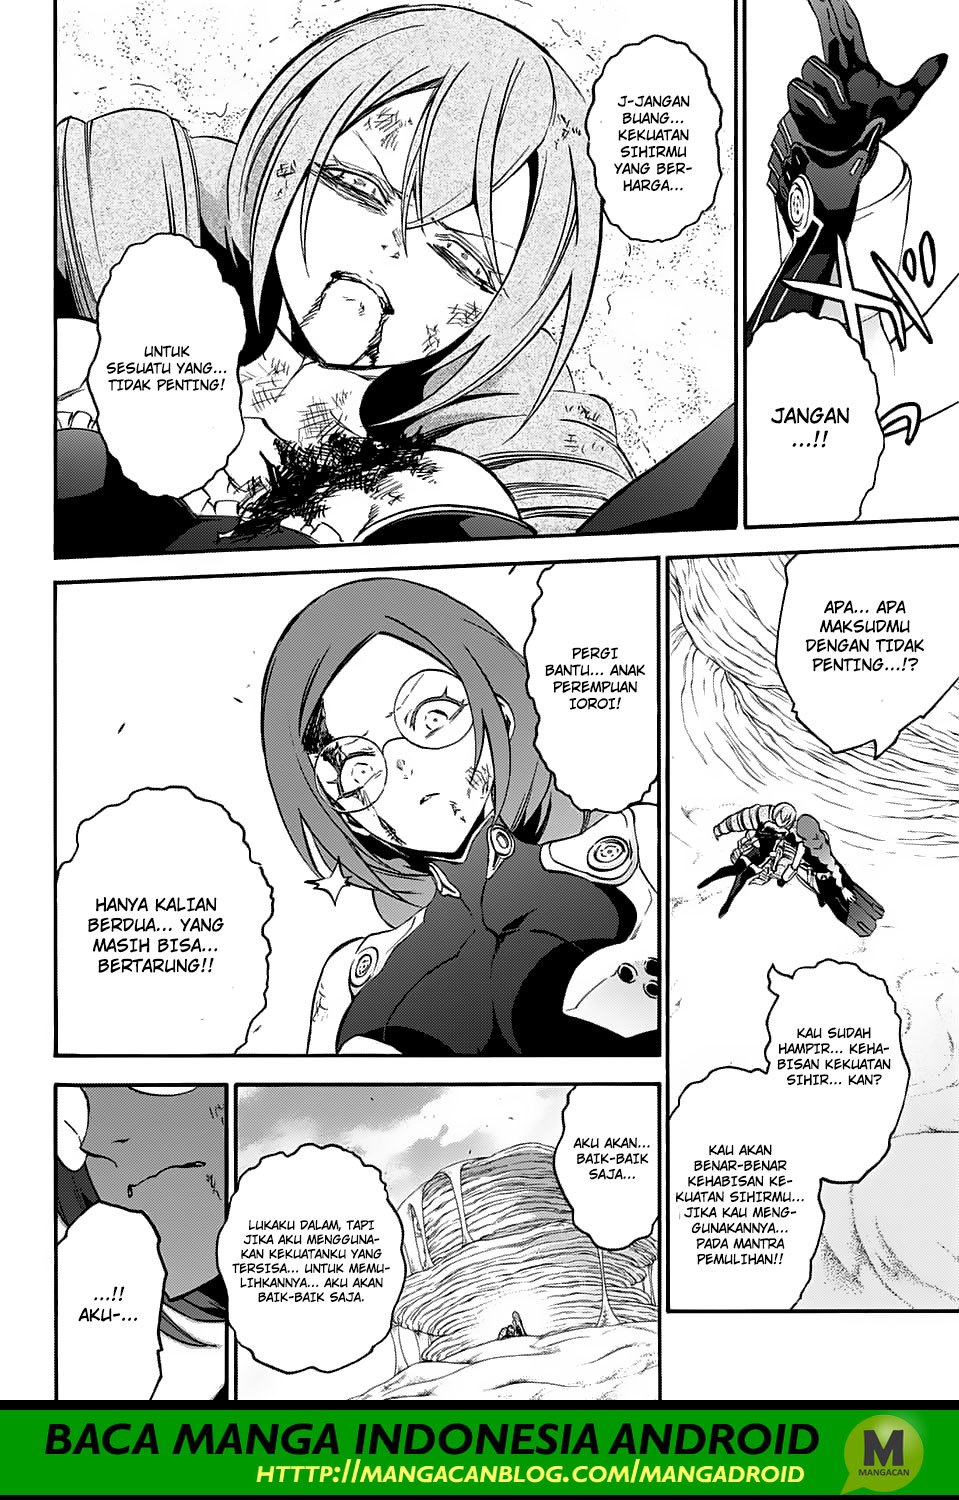 JANGAN
...!!
J-JANGAN
BUANG...
KEKUATAN
SIHIRMU
YANG BER-
HARGA...
UNTUK
SESUATU YANG...
TIDAK PENTING!
APA... APA
MAKSUDMU
DENGAN TIDAK
PENTING...!?
KAU SUDAH
HAMPIR... KEHA-
BISAN KEKUATAN
SIHIR... KAN?
KAU AKAN
BENAR-BENAR
KEHABISAN KE-
KUATAN SIHIRMU...
JIKA KAU MENG-
GUNAKANNYA...
PADA MANTRA
PEMULIHAN!!
PERGI
BANTU... ANAK
PEREMPUAN
IOROI!
HANYA KALIAN
BERDUA... YANG
MASIH BISA...
BERTARUNG!!
AKU AKAN...
BAIK-BAIK
SAJA...
LUKAKU DALAM, TAPI
JIKA AKU MENGGUNA-
KAN KEKUATANKU YANG
TERSISA... UNTUK MEMU-
LIHKANNYA... AKU AKAN
BAIK-BAIK SAJA.
...!!
AKU-...
BACA MANGA INDONESIA ANDROID
HTTTP://MANGACANBLOG.COM/MANGADROID
M
MANGACAN